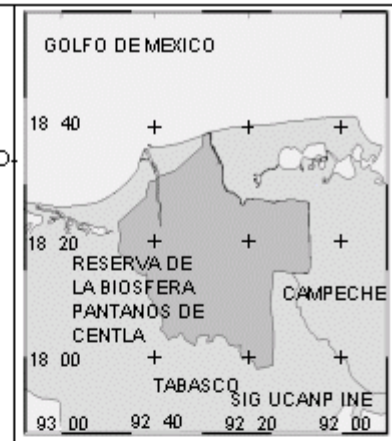 GOLFO DE MEXICO
18 40
18 20
RESERVA DE
LA BIOSFERA
PANTANOS DE
CENTLA
CAMPECHE
18 00
TABASCO
SIG UCANP INE
93 00 92 40 92 20 92 00